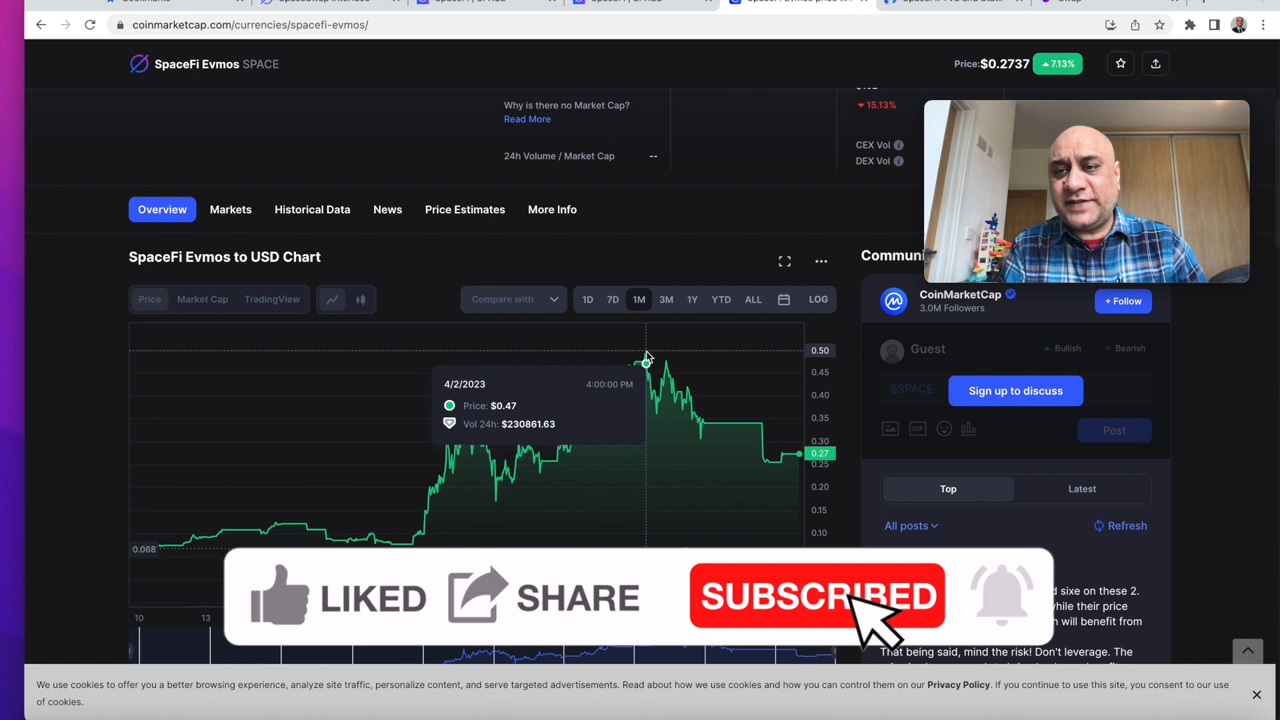 coinmarketcap.com/currencies/spacefi-evmos/
SpaceFi Evmos SPACE
Price: $0.2737
7.13%
Why is there no Market Cap?
Read More
15.13%
24h Volume / Market Cap
--
CEX Vol
DEX Vol
Overview
Markets
Historical Data
News
Price Estimates
More Info
SpaceFi Evmos to USD Chart
Price
Market Cap
TradingView
Compare with
1D
7D
1M
3M
1Y
YTD
ALL
LOG
CoinMarketCap
3.0M Followers
+ Follow
Guest
Bullish
Bearish
$SPACE
Sign up to discuss
GIF
Post
4/2/2023
4:00:00 PM
Price: $0.47
Vol 24h: $230861.63
0.50
0.45
0.40
0.35
0.30
0.27
0.25
0.20
0.15
0.10
0.068
10
13
Top
Latest
All posts
Refresh
LIKED
SHARE
SUBSCRIBED
d sixe on these 2.
while their price
will benefit from
That being said, mind the risk! Don't leverage. The
We use cookies to offer you a better browsing experience, analyze site traffic, personalize content, and serve targeted advertisements. Read about how we use cookies and how you can control them on our Privacy Policy. If you continue to use this site, you consent to our use
of cookies.